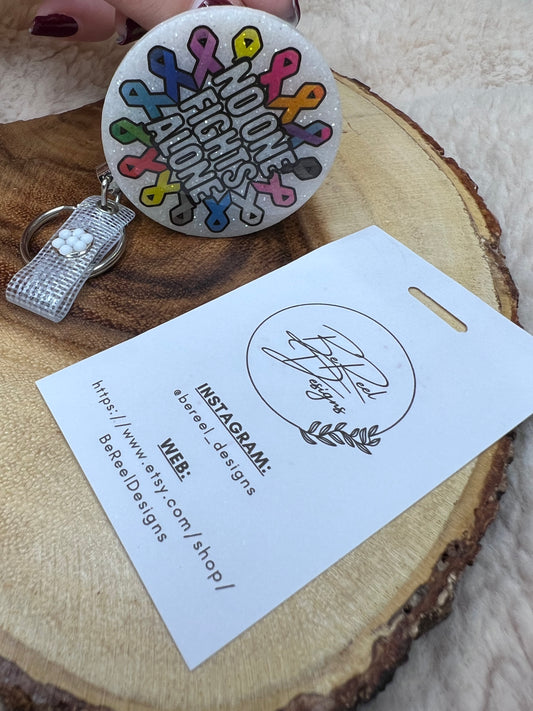 NO ONE
FIGHTS
ALONE
BeReel
Designs
INSTAGRAM:
@bereel_designs
WEB:
https://www.etsy.com/shop/
BeReelDesigns